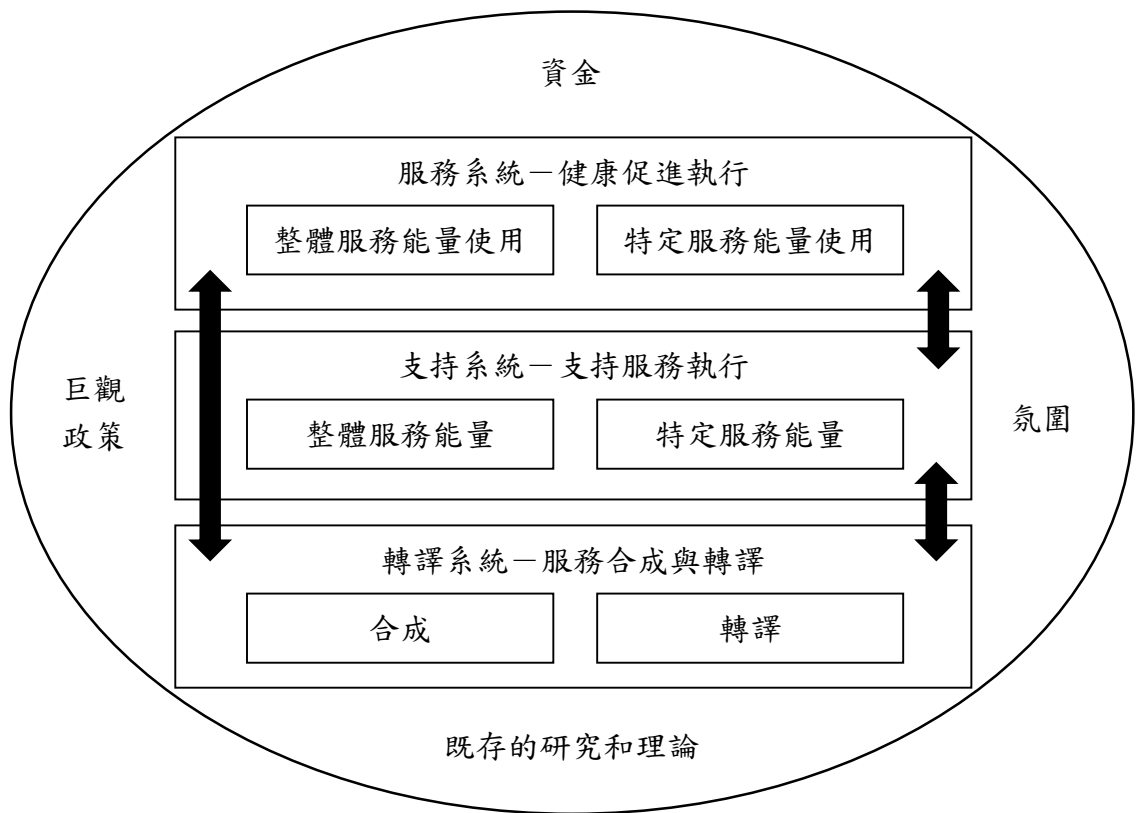 資金
服務系統－健康促進執行
整體服務能量使用
特定服務能量使用
支持系統－支持服務執行
巨觀
政策
整體服務能量
特定服務能量
氛圍
轉譯系統－服務合成與轉譯
合成
轉譯
既存的研究和理論